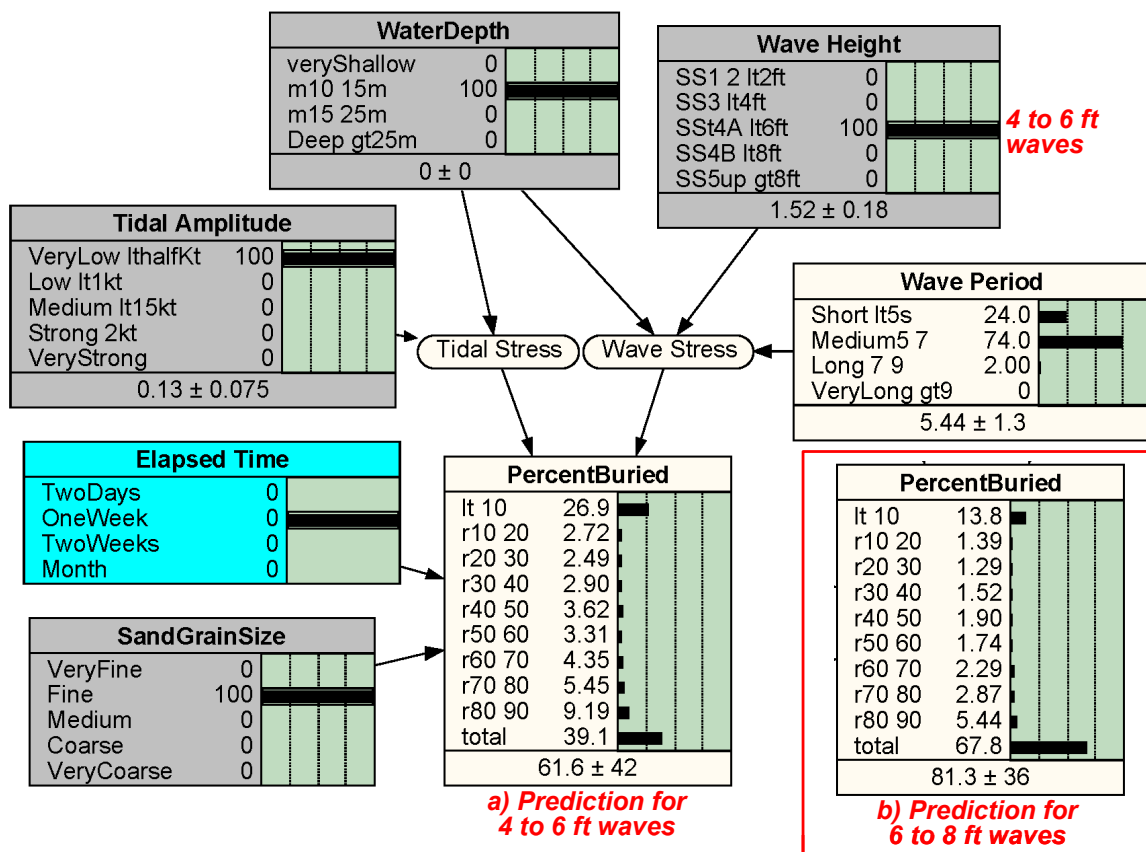 WaterDepth
veryShallow 0
m10 15m 100
m15 25m 0
Deep gt25m 0
0 ± 0
Wave Height
SS1 2 lt2ft 0
SS3 lt4ft 0
SSt4A lt6ft 100
SS4B lt8ft 0
SS5up gt8ft 0
1.52 ± 0.18
4 to 6 ft
waves
Tidal Amplitude
VeryLow lthalfKt 100
Low lt1kt 0
Medium lt15kt 0
Strong 2kt 0
VeryStrong 0
0.13 ± 0.075
Tidal Stress
Wave Stress
Wave Period
Short lt5s 24.0
Medium5 7 74.0
Long 7 9 2.00
VeryLong gt9 0
5.44 ± 1.3
Elapsed Time
TwoDays 0
OneWeek 0
TwoWeeks 0
Month 0
SandGrainSize
VeryFine 0
Fine 100
Medium 0
Coarse 0
VeryCoarse 0
PercentBuried
lt 10 26.9
r10 20 2.72
r20 30 2.49
r30 40 2.90
r40 50 3.62
r50 60 3.31
r60 70 4.35
r70 80 5.45
r80 90 9.19
total 39.1
61.6 ± 42
a) Prediction for
4 to 6 ft waves
PercentBuried
lt 10 13.8
r10 20 1.39
r20 30 1.29
r30 40 1.52
r40 50 1.90
r50 60 1.74
r60 70 2.29
r70 80 2.87
r80 90 5.44
total 67.8
81.3 ± 36
b) Prediction for
6 to 8 ft waves